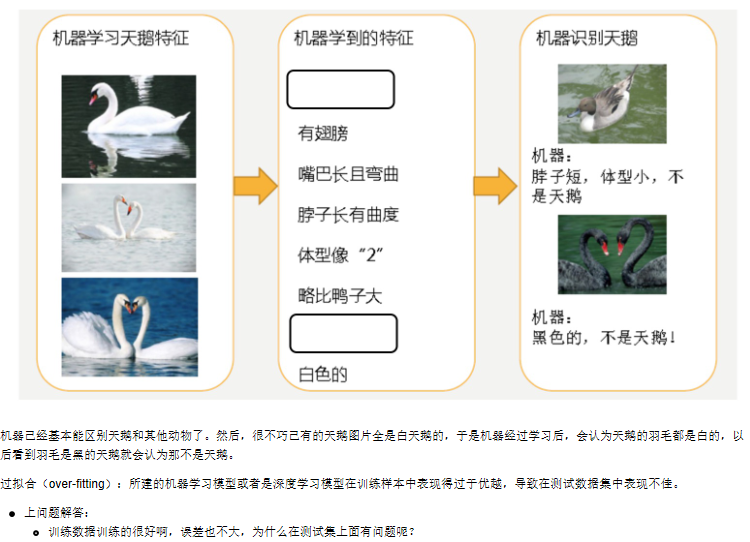 机器学习天鹅特征
机器学到的特征
有翅膀
嘴巴长且弯曲
脖子长有曲度
体型像“2”
略比鸭子大
白色的
机器识别天鹅
机器：
脖子短，体型小，不
是天鹅
机器：
黑色的，不是天鹅！
机器已经基本能区别天鹅和其他动物了。然后，很不巧已有的天鹅图片全是白天鹅的，于是机器经过学习后，会认为天鹅的羽毛都是白的，以
后看到羽毛是黑的天鹅就会认为那不是天鹅。
过拟合（over-fitting）：所建的机器学习模型或者是深度学习模型在训练样本中表现得过于优越，导致在测试数据集中表现不佳。
上问题解答：
训练数据训练的很好啊，误差也不大，为什么在测试集上面有问题呢？